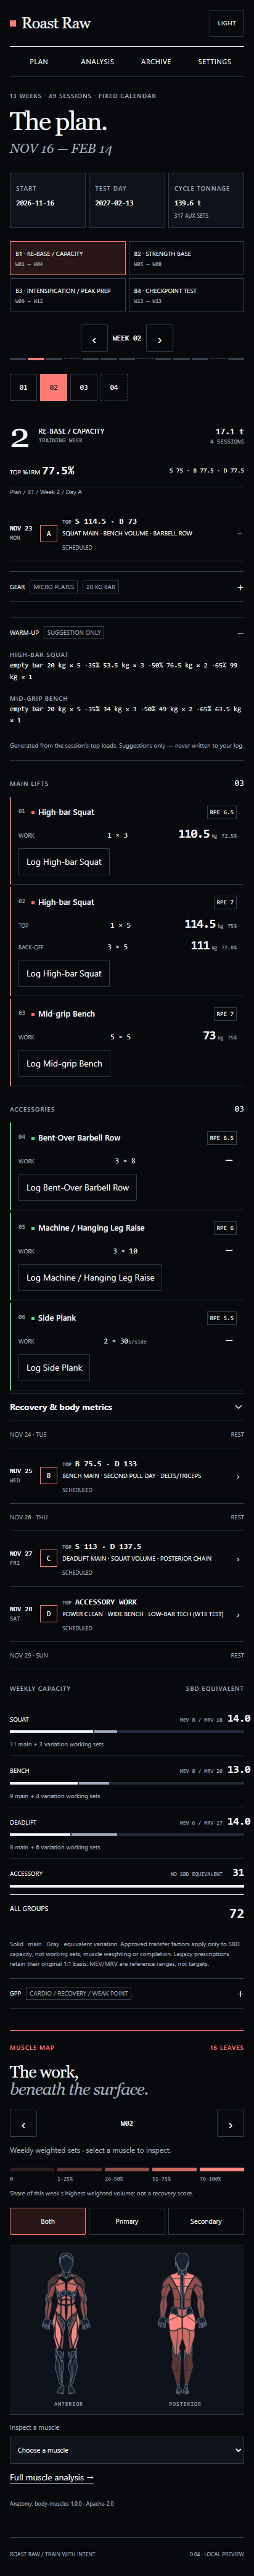 Roast Raw
LIGHT
PLAN ANALYSIS ARCHIVE SETTINGS
13 WEEKS · 49 SESSIONS · FIXED CALENDAR
The plan.
NOV 16 — FEB 14
START
2026-11-16
TEST DAY
2027-02-13
CYCLE TONNAGE
139.6 t
317 AUX SETS
B1 · RE-BASE / CAPACITY
W01 — W04
B2 · STRENGTH BASE
W05 — W08
B3 · INTENSIFICATION / PEAK PREP
W09 — W12
B4 · CHECKPOINT TEST
W13 — W13
‹ WEEK 02 ›
01 02 03 04
2
RE-BASE / CAPACITY
TRAINING WEEK
17.1 t
4 SESSIONS
TOP %1RM 77.5%
S 75 · B 77.5 · D 77.5
Plan / B1 / Week 2 / Day A
NOV 23
MON
A
TOP S 114.5 · B 73
SQUAT MAIN · BENCH VOLUME · BARBELL ROW
SCHEDULED
−
GEAR MICRO PLATES 20 KG BAR +
WARM-UP SUGGESTION ONLY −
HIGH-BAR SQUAT
empty bar 20 kg × 5 ·35% 53.5 kg × 3 ·50% 76.5 kg × 2 ·65% 99
kg × 1
MID-GRIP BENCH
empty bar 20 kg × 5 ·35% 34 kg × 3 ·50% 49 kg × 2 ·65% 63.5 kg
× 1
Generated from the session's top loads. Suggestions only — never written to your log.
MAIN LIFTS 03
01 High-bar Squat RPE 6.5
WORK 1 × 3 110.5 kg 72.5%
Log High-bar Squat
02 High-bar Squat RPE 7
TOP 1 × 5 114.5 kg 75%
BACK-OFF 3 × 5 111 kg 72.8%
Log High-bar Squat
03 Mid-grip Bench RPE 7
WORK 5 × 5 73 kg 75%
Log Mid-grip Bench
ACCESSORIES 03
04 Bent-Over Barbell Row RPE 6.5
WORK 3 × 8 —
Log Bent-Over Barbell Row
05 Machine / Hanging Leg Raise RPE 6
WORK 3 × 10 —
Log Machine / Hanging Leg Raise
06 Side Plank RPE 5.5
WORK 2 × 30s/side —
Log Side Plank
Recovery & body metrics
NOV 24 · TUE REST
NOV 25
WED
B
TOP B 75.5 · D 133
BENCH MAIN · SECOND PULL DAY · DELTS/TRICEPS
SCHEDULED
›
NOV 26 · THU REST
NOV 27
FRI
C
TOP S 113 · D 137.5
DEADLIFT MAIN · SQUAT VOLUME · POSTERIOR CHAIN
SCHEDULED
›
NOV 28
SAT
D
TOP ACCESSORY WORK
POWER CLEAN · WIDE BENCH · LOW-BAR TECH (W13 TEST)
SCHEDULED
›
NOV 29 · SUN REST
WEEKLY CAPACITY SBD EQUIVALENT
SQUAT MEV 8 / MRV 18 14.0
11 main + 3 variation working sets
BENCH MEV 8 / MRV 20 13.0
9 main + 4 variation working sets
DEADLIFT MEV 6 / MRV 17 14.0
8 main + 6 variation working sets
ACCESSORY NO SBD EQUIVALENT 31
ALL GROUPS 72
Solid · main Gray · equivalent variation. Approved transfer factors apply only to SBD
capacity, not working sets, muscle weighting or completion. Legacy prescriptions
retain their original 1:1 basis. MEV/MRV are reference ranges, not targets.
GPP CARDIO / RECOVERY / WEAK POINT +
MUSCLE MAP 16 LEAVES
The work,
beneath the surface.
‹ W02 ›
Weekly weighted sets · select a muscle to inspect.
0 1–25% 26–50% 51–75% 76–100%
Share of this week's highest weighted volume; not a recovery score.
Both Primary Secondary
ANTERIOR POSTERIOR
Inspect a muscle
Choose a muscle
Full muscle analysis →
Anatomy: body-muscles 1.0.0 · Apache-2.0
ROAST RAW / TRAIN WITH INTENT 0.04 · LOCAL PREVIEW